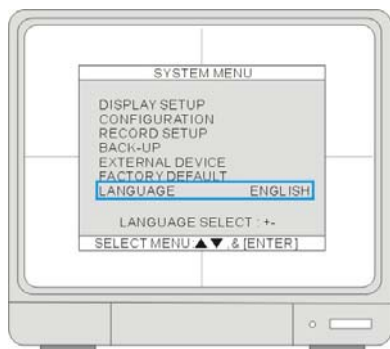 SYSTEM MENU
DISPLAY SETUP
CONFIGURATION
RECORD SETUP
BACK-UP
EXTERNAL DEVICE
FACTORY DEFAULT
LANGUAGE ENGLISH
LANGUAGE SELECT : +-
SELECT MENU:▲▼,& [ENTER]